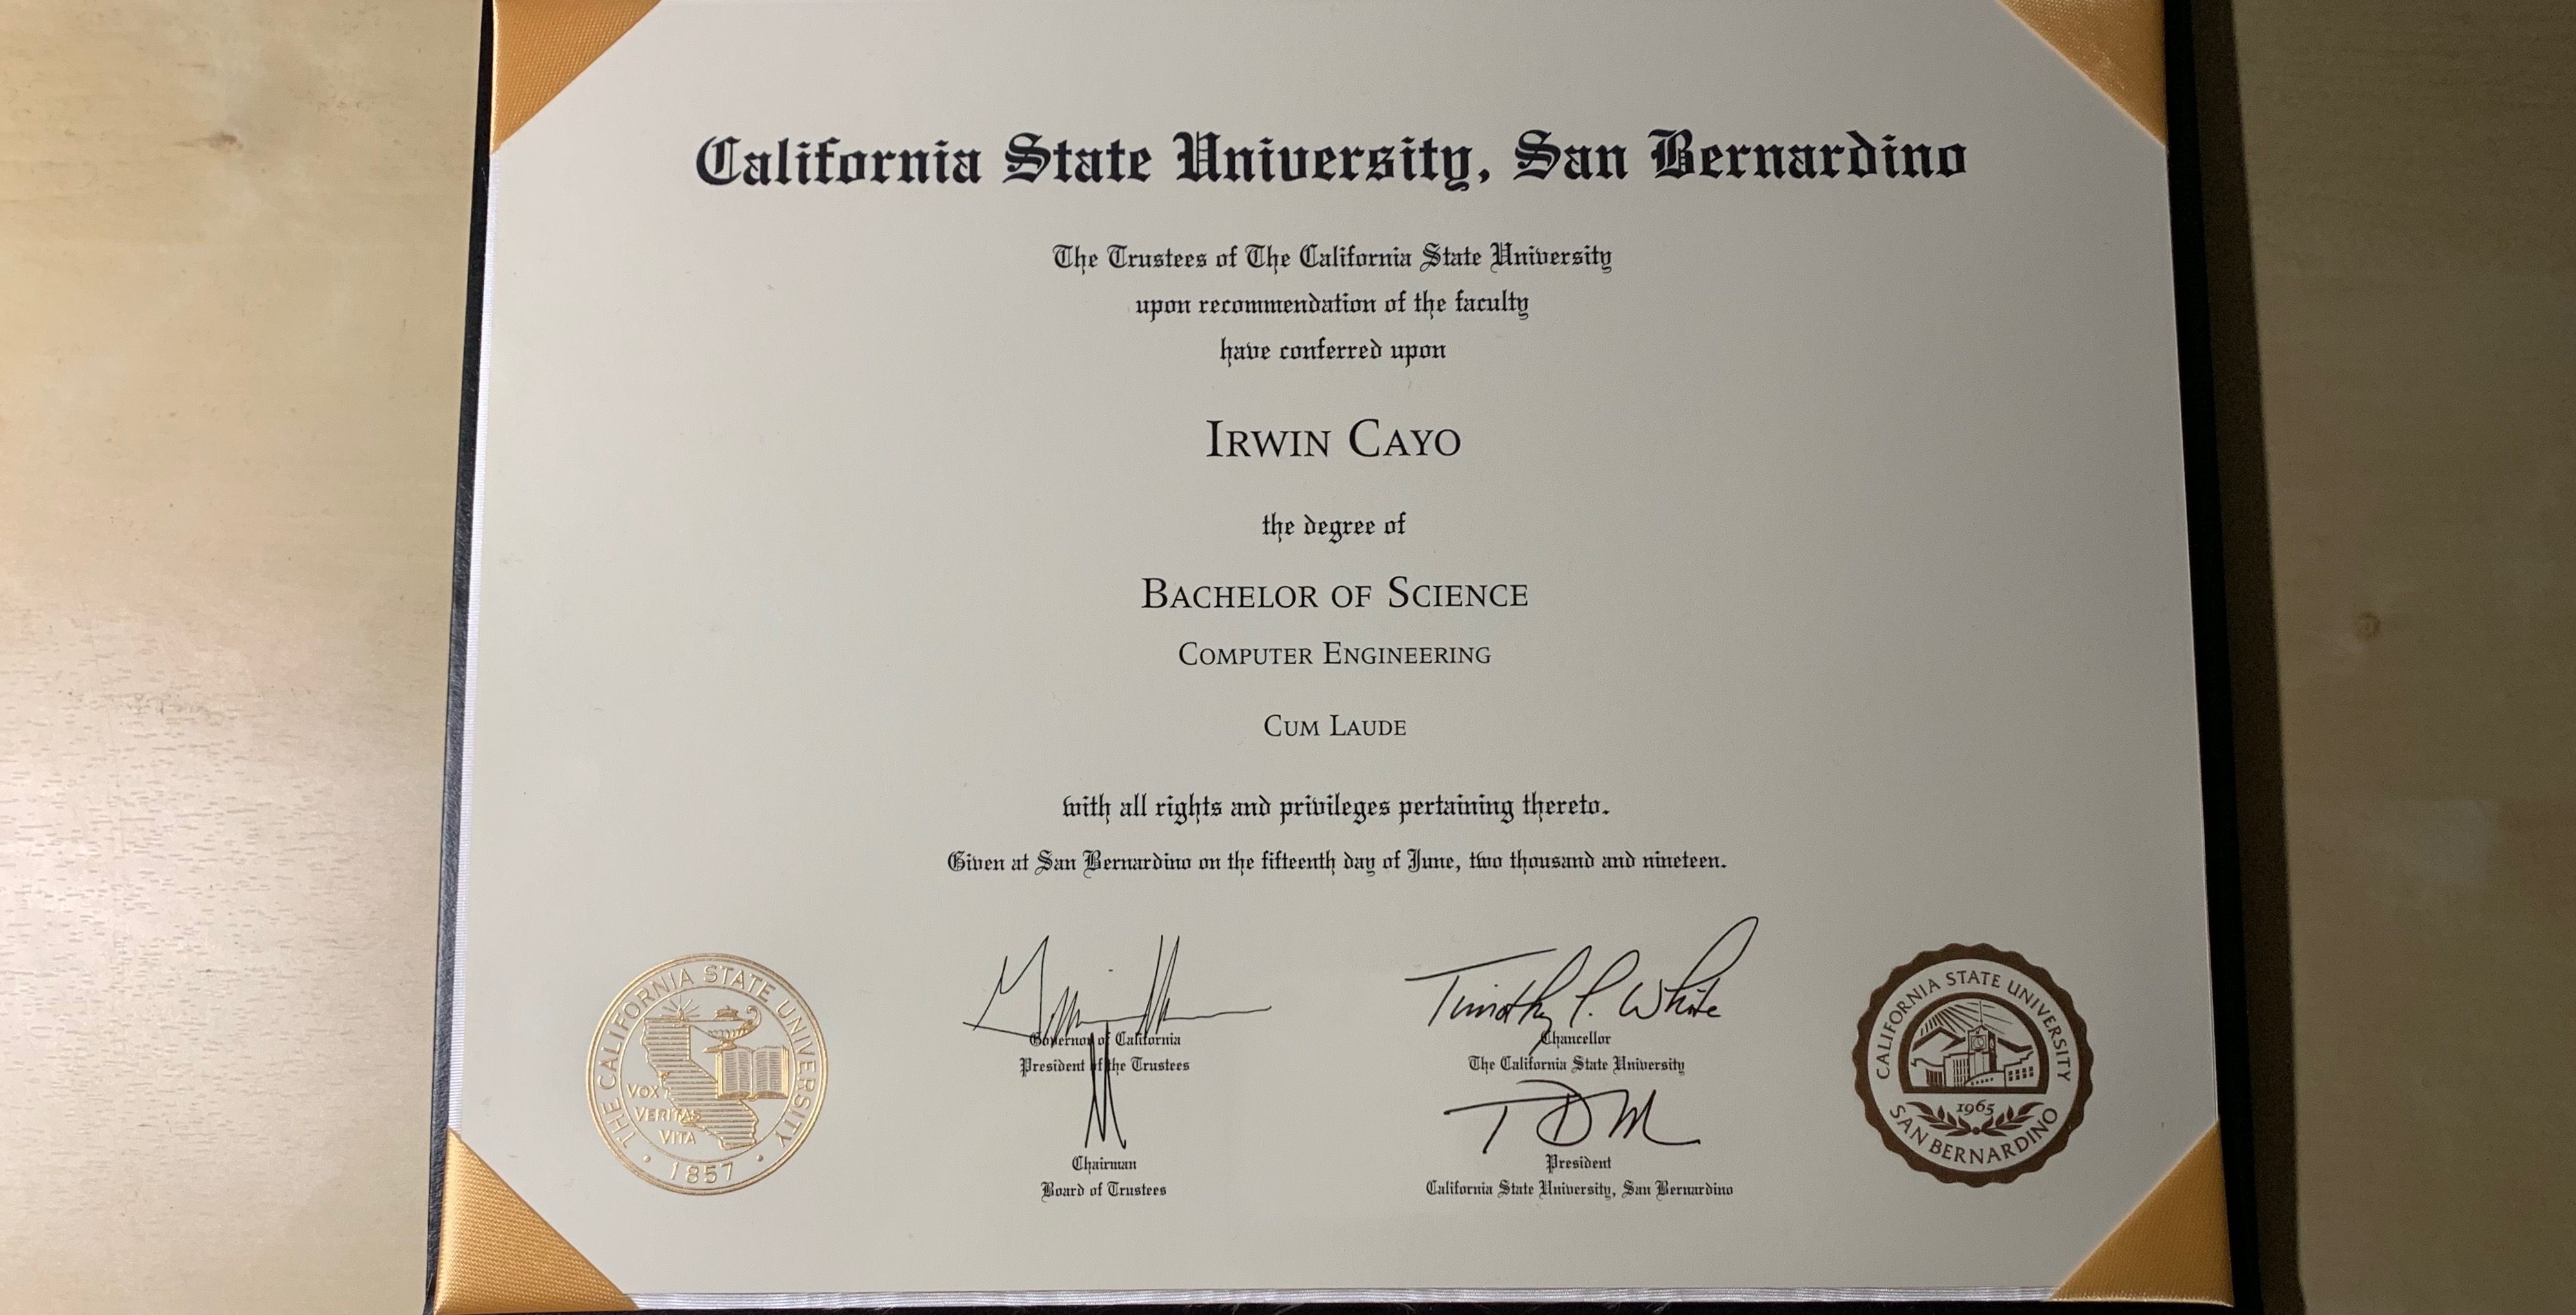 California State University, San Bernardino
The Trustees of The California State University
upon recommendation of the faculty
have conferred upon
IRWIN CAYO
the degree of
BACHELOR OF SCIENCE
COMPUTER ENGINEERING
CUM LAUDE
with all rights and privileges pertaining thereto.
Given at San Bernardino on the fifteenth day of June, two thousand and nineteen.
THE CALIFORNIA STATE UNIVERSITY
VOX
VERITAS
VITA
· 1857 ·
Governor of California
President of the Trustees
Chairman
Board of Trustees
Timothy P. White
Chancellor
The California State University
TDM
President
California State University, San Bernardino
CALIFORNIA STATE UNIVERSITY
1965
SAN BERNARDINO